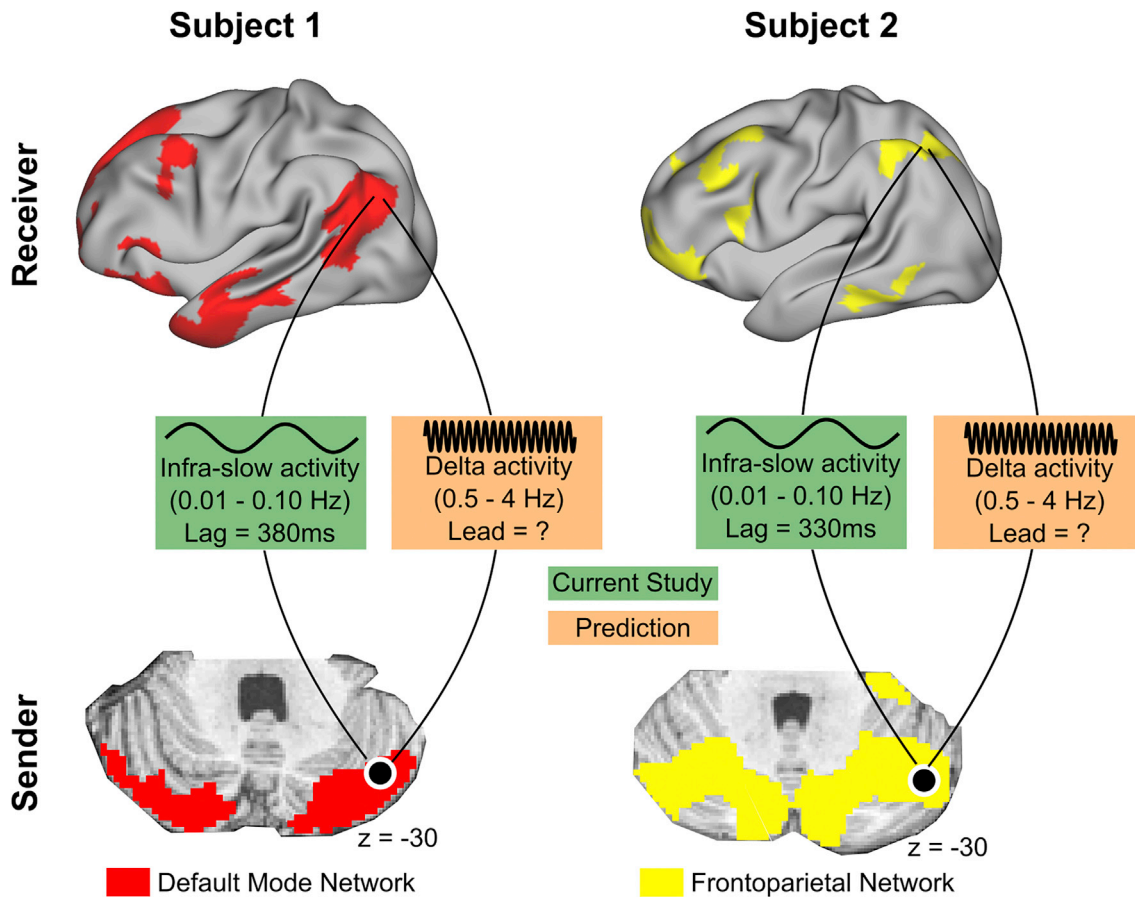 Subject 1
Subject 2
Receiver
Infra-slow activity
(0.01 - 0.10 Hz)
Lag = 380ms
Delta activity
(0.5 - 4 Hz)
Lead = ?
Infra-slow activity
(0.01 - 0.10 Hz)
Lag = 330ms
Delta activity
(0.5 - 4 Hz)
Lead = ?
Current Study
Prediction
Sender
z = -30
z = -30
Default Mode Network
Frontoparietal Network